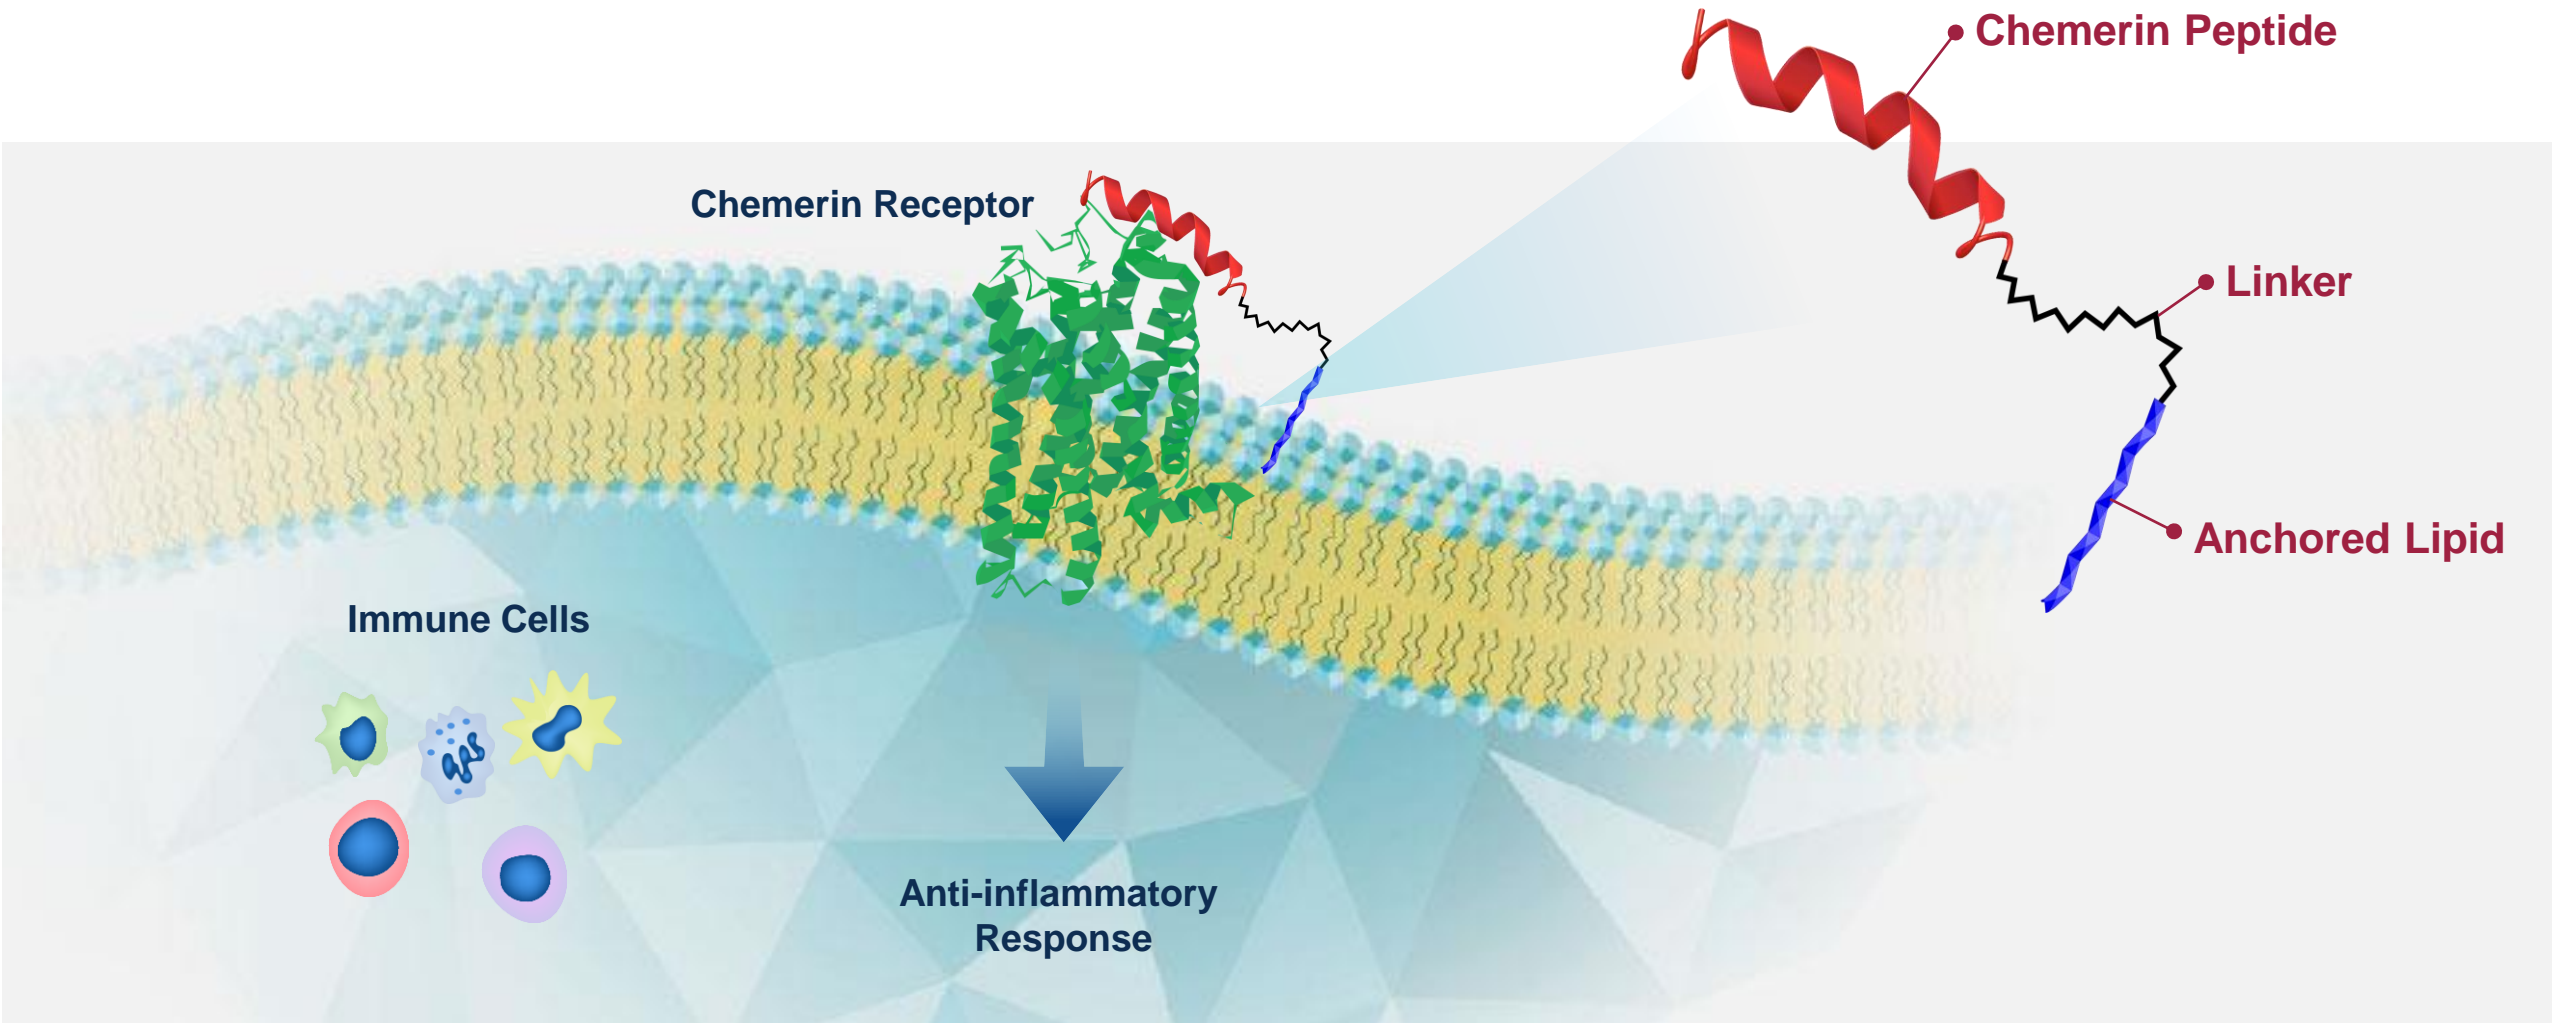 Chemerin Peptide
Chemerin Receptor
Linker
Anchored Lipid
Immune Cells
Anti-inflammatory
Response